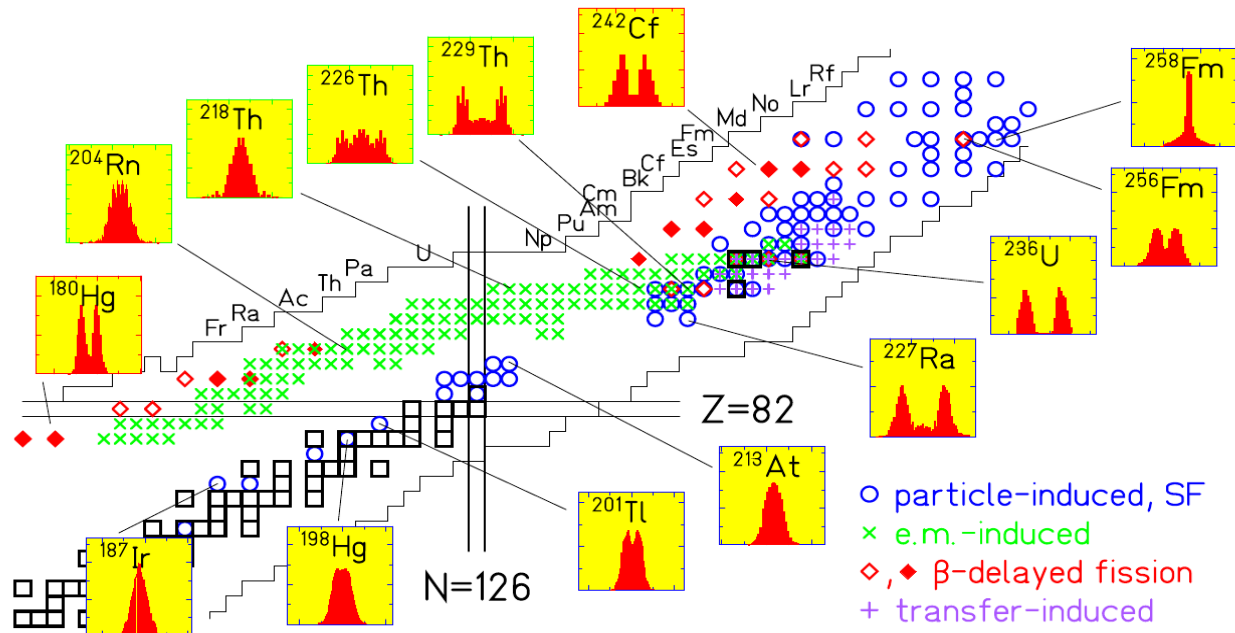 ²⁴²Cf
²²⁹Th
²⁵⁸Fm
²²⁶Th
²¹⁸Th
²⁰⁴Rn
Rf
Lr
No
Md
Fm
Es
Cf
Bk
Cm
Am
Pu
Np
U
Pa
Th
Ac
Ra
Fr
²⁵⁶Fm
²³⁶U
¹⁸⁰Hg
²²⁷Ra
Z=82
²¹³At
²⁰¹Tl
¹⁹⁸Hg
¹⁸⁷Ir
N=126
particle-induced, SF
e.m.-induced
, β-delayed fission
transfer-induced